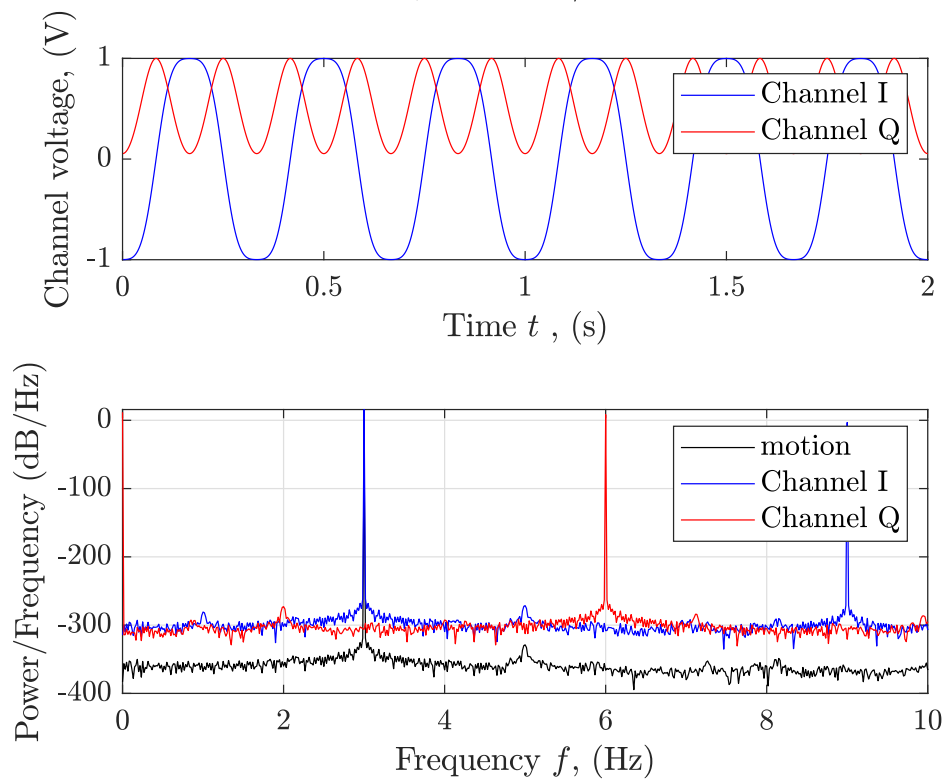 Channel voltage, (V)
1
0
-1
Channel I
Channel Q
0 0.5 1 1.5 2
Time t , (s)
Power/Frequency (dB/Hz)
0
-100
-200
-300
-400
motion
Channel I
Channel Q
0 2 4 6 8 10
Frequency f, (Hz)